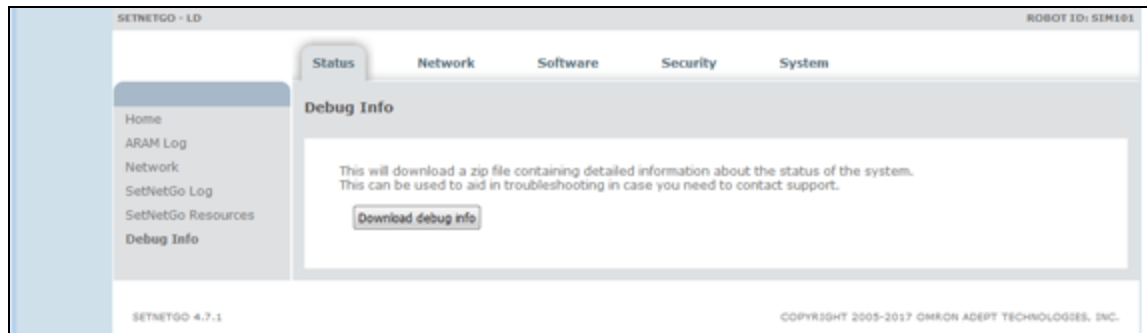 SETNETGO - LD
ROBOT ID: SIM101
Status Network Software Security System
Debug Info
Home
ARAM Log
Network
SetNetGo Log
SetNetGo Resources
Debug Info
This will download a zip file containing detailed information about the status of the system.
This can be used to aid in troubleshooting in case you need to contact support.
Download debug info
SETNETGO 4.7.1
COPYRIGHT 2005-2017 OMRON ADEPT TECHNOLOGIES, INC.